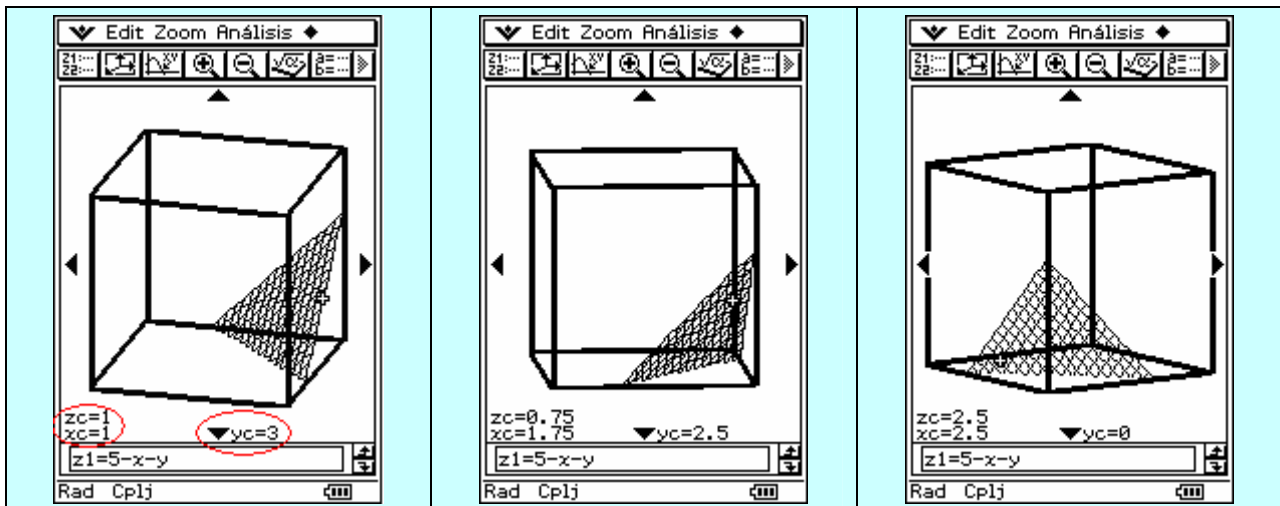 Edit Zoom Análisis
zc=1
xc=1 yc=3
z1=5-x-y
Rad Cplj
Edit Zoom Análisis
zc=0.75
xc=1.75 yc=2.5
z1=5-x-y
Rad Cplj
Edit Zoom Análisis
zc=2.5
xc=2.5 yc=0
z1=5-x-y
Rad Cplj